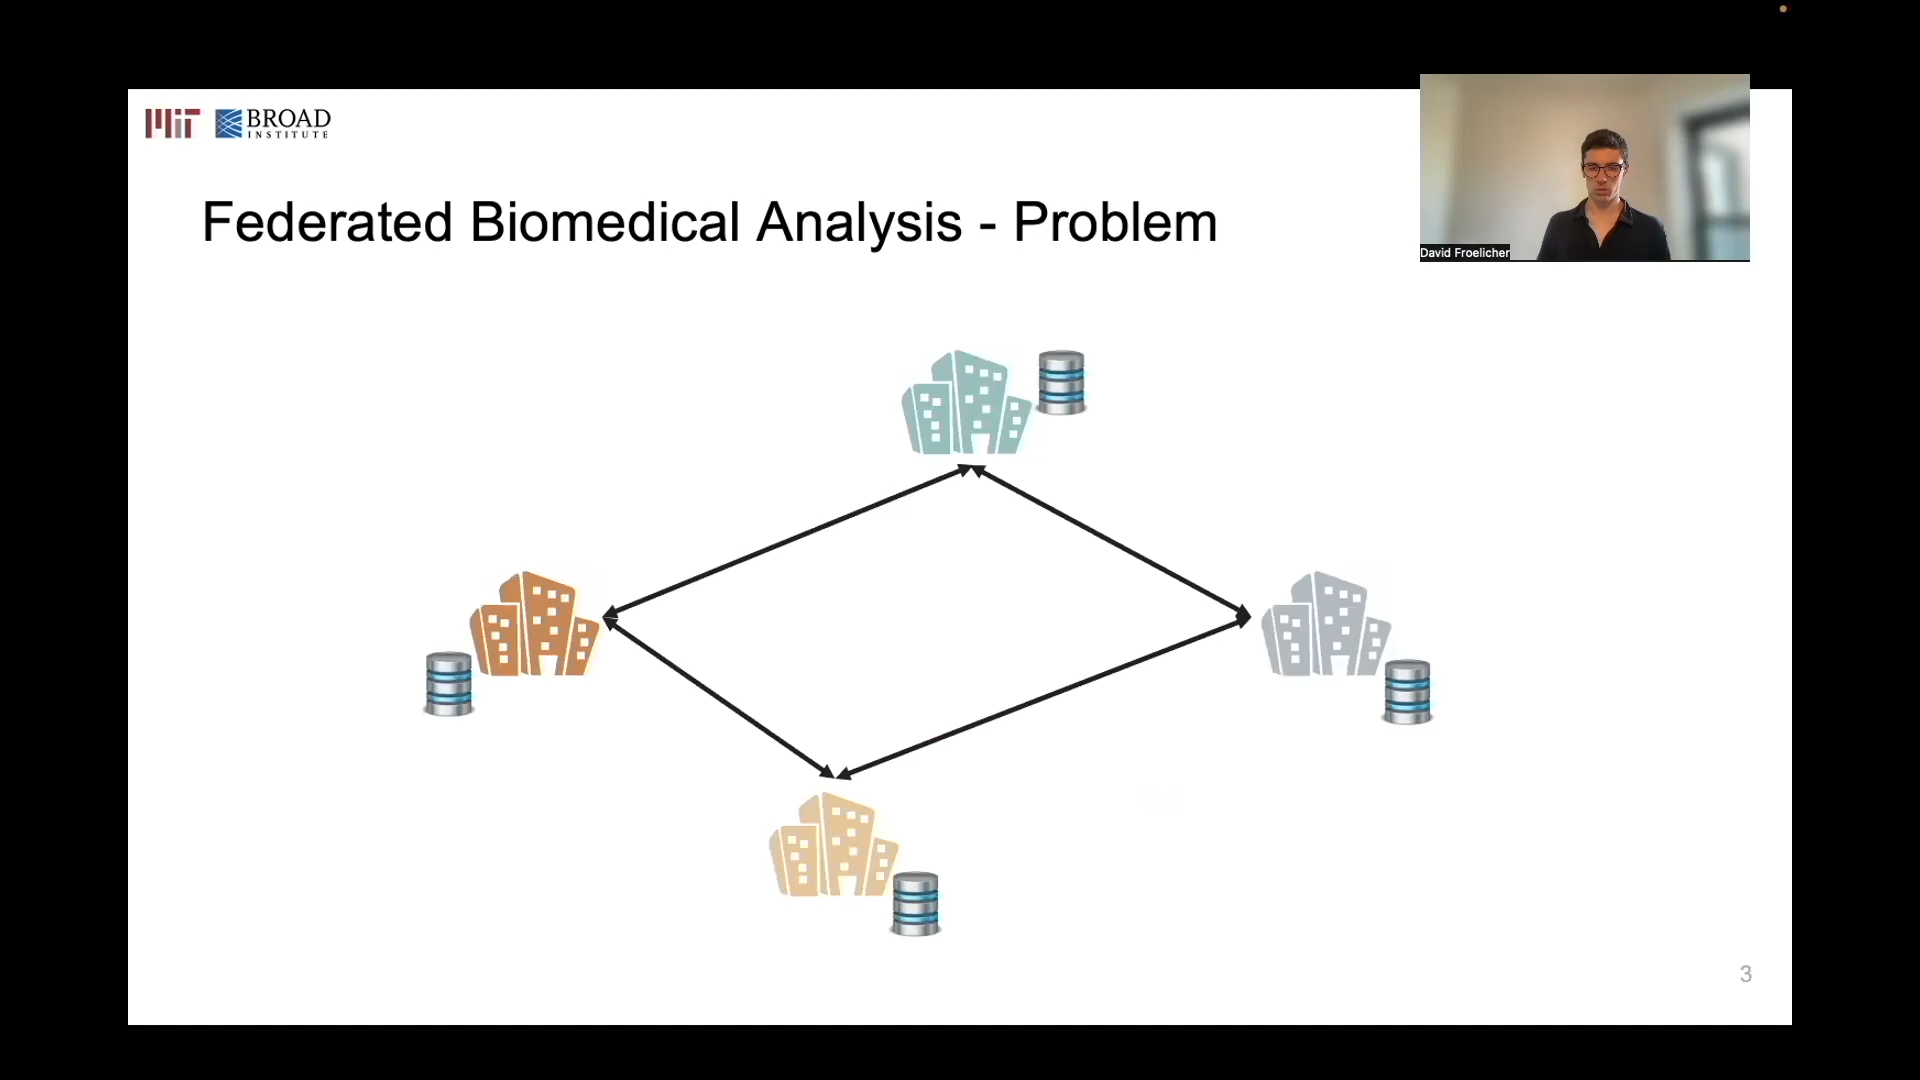 MIT BROAD
INSTITUTE
Federated Biomedical Analysis - Problem
David Froelicher
3